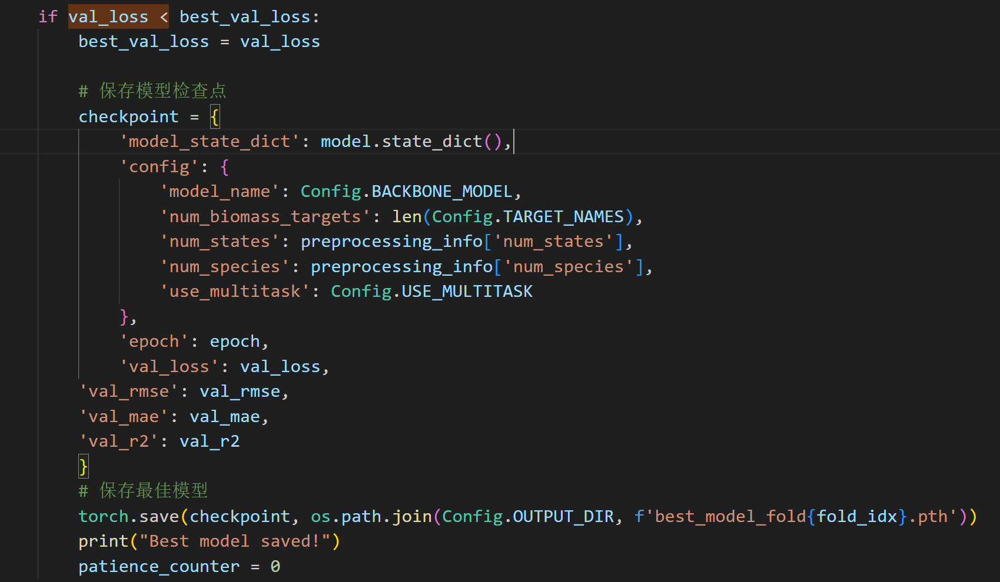 if val_loss < best_val_loss:
best_val_loss = val_loss
# 保存模型检查点
checkpoint = {
'model_state_dict': model.state_dict(),
'config': {
'model_name': Config.BACKBONE_MODEL,
'num_biomass_targets': len(Config.TARGET_NAMES),
'num_states': preprocessing_info['num_states'],
'num_species': preprocessing_info['num_species'],
'use_multitask': Config.USE_MULTITASK
},
'epoch': epoch,
'val_loss': val_loss,
'val_rmse': val_rmse,
'val_mae': val_mae,
'val_r2': val_r2
}
# 保存最佳模型
torch.save(checkpoint, os.path.join(Config.OUTPUT_DIR, f'best_model_fold{fold_idx}.pth'))
print("Best model saved!")
patience_counter = 0